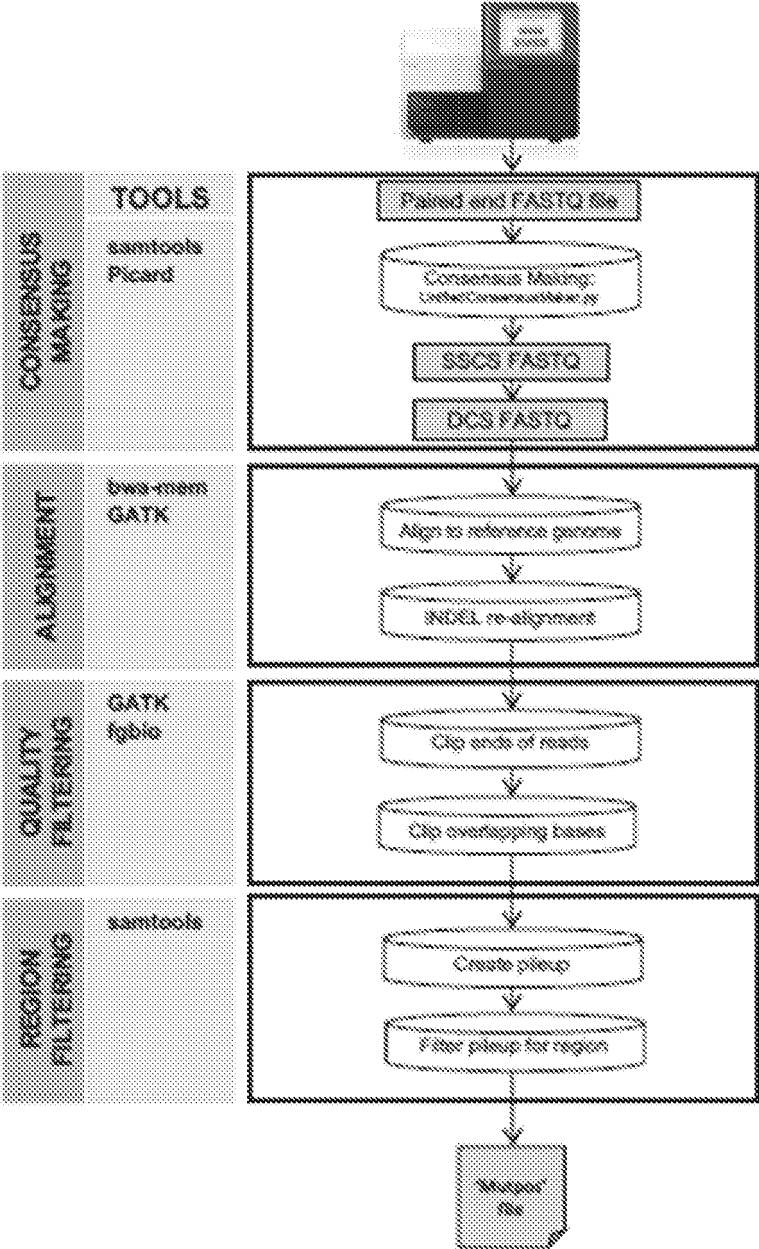 TOOLS
CONSENSUS
MAKING
samtools
Picard
Paired end FASTQ file
Consensus Making:
UnifiedConsensusMaker.py
SSCS FASTQ
DCS FASTQ
ALIGNMENT
bwa-mem
GATK
Align to reference genome
INDEL re-alignment
QUALITY
FILTERING
GATK
fgbio
Clip ends of reads
Clip overlapping bases
REGION
FILTERING
samtools
Create pileup
Filter pileup for region
'Mutpos'
file